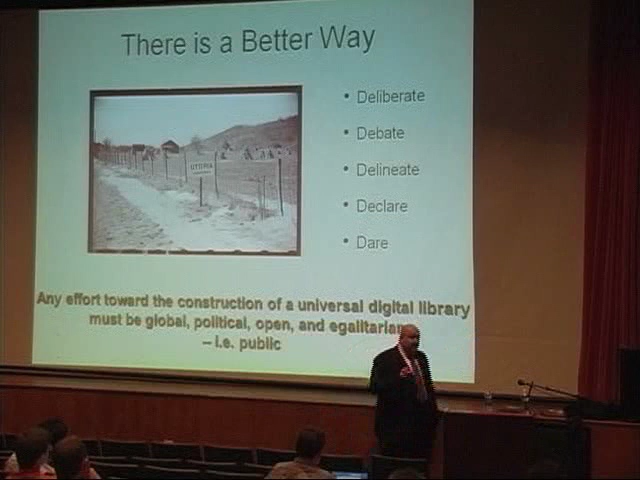 There is a Better Way
• Deliberate
• Debate
• Delineate
• Declare
• Dare
UTOPIA
Any effort toward the construction of a universal digital library
must be global, political, open, and egalitarian
– i.e. public